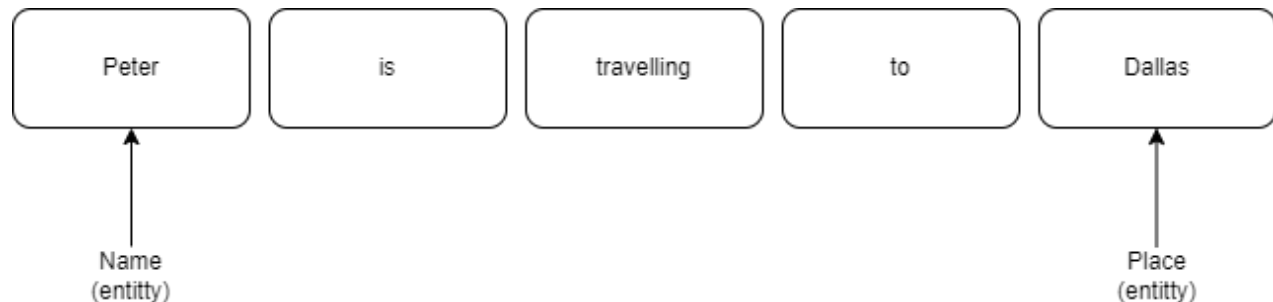 Peter is travelling to Dallas
Name
(entitty)
Place
(entitty)